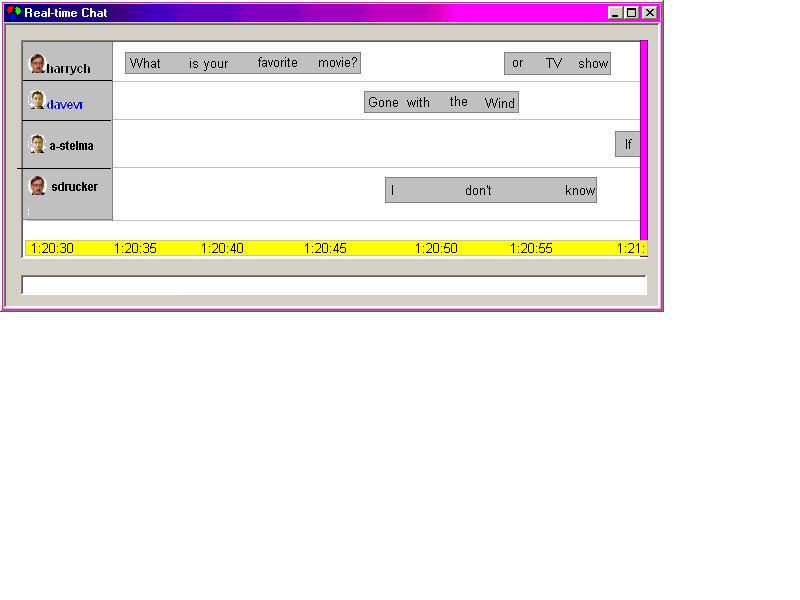 Real-time Chat
harrych What is your favorite movie? or TV show
davevr Gone with the Wind
a-stelma If
sdrucker I don't know
1:20:30 1:20:35 1:20:40 1:20:45 1:20:50 1:20:55 1:21: